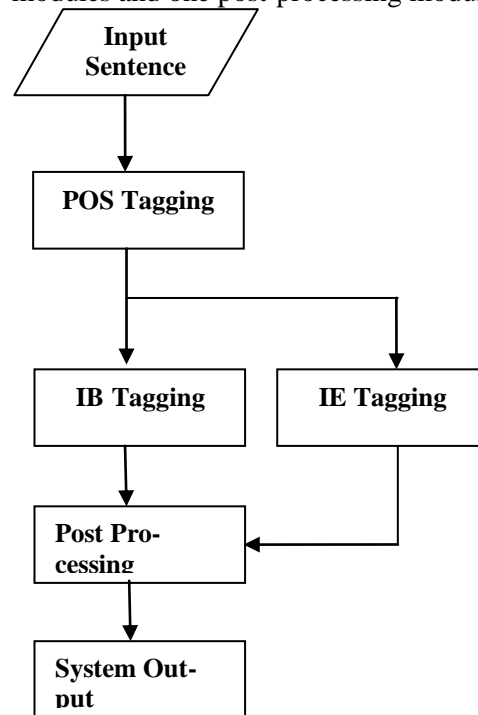 modules and one post processing modul
Input
Sentence
POS Tagging
IB Tagging
IE Tagging
Post Pro-
cessing
System Out-
put